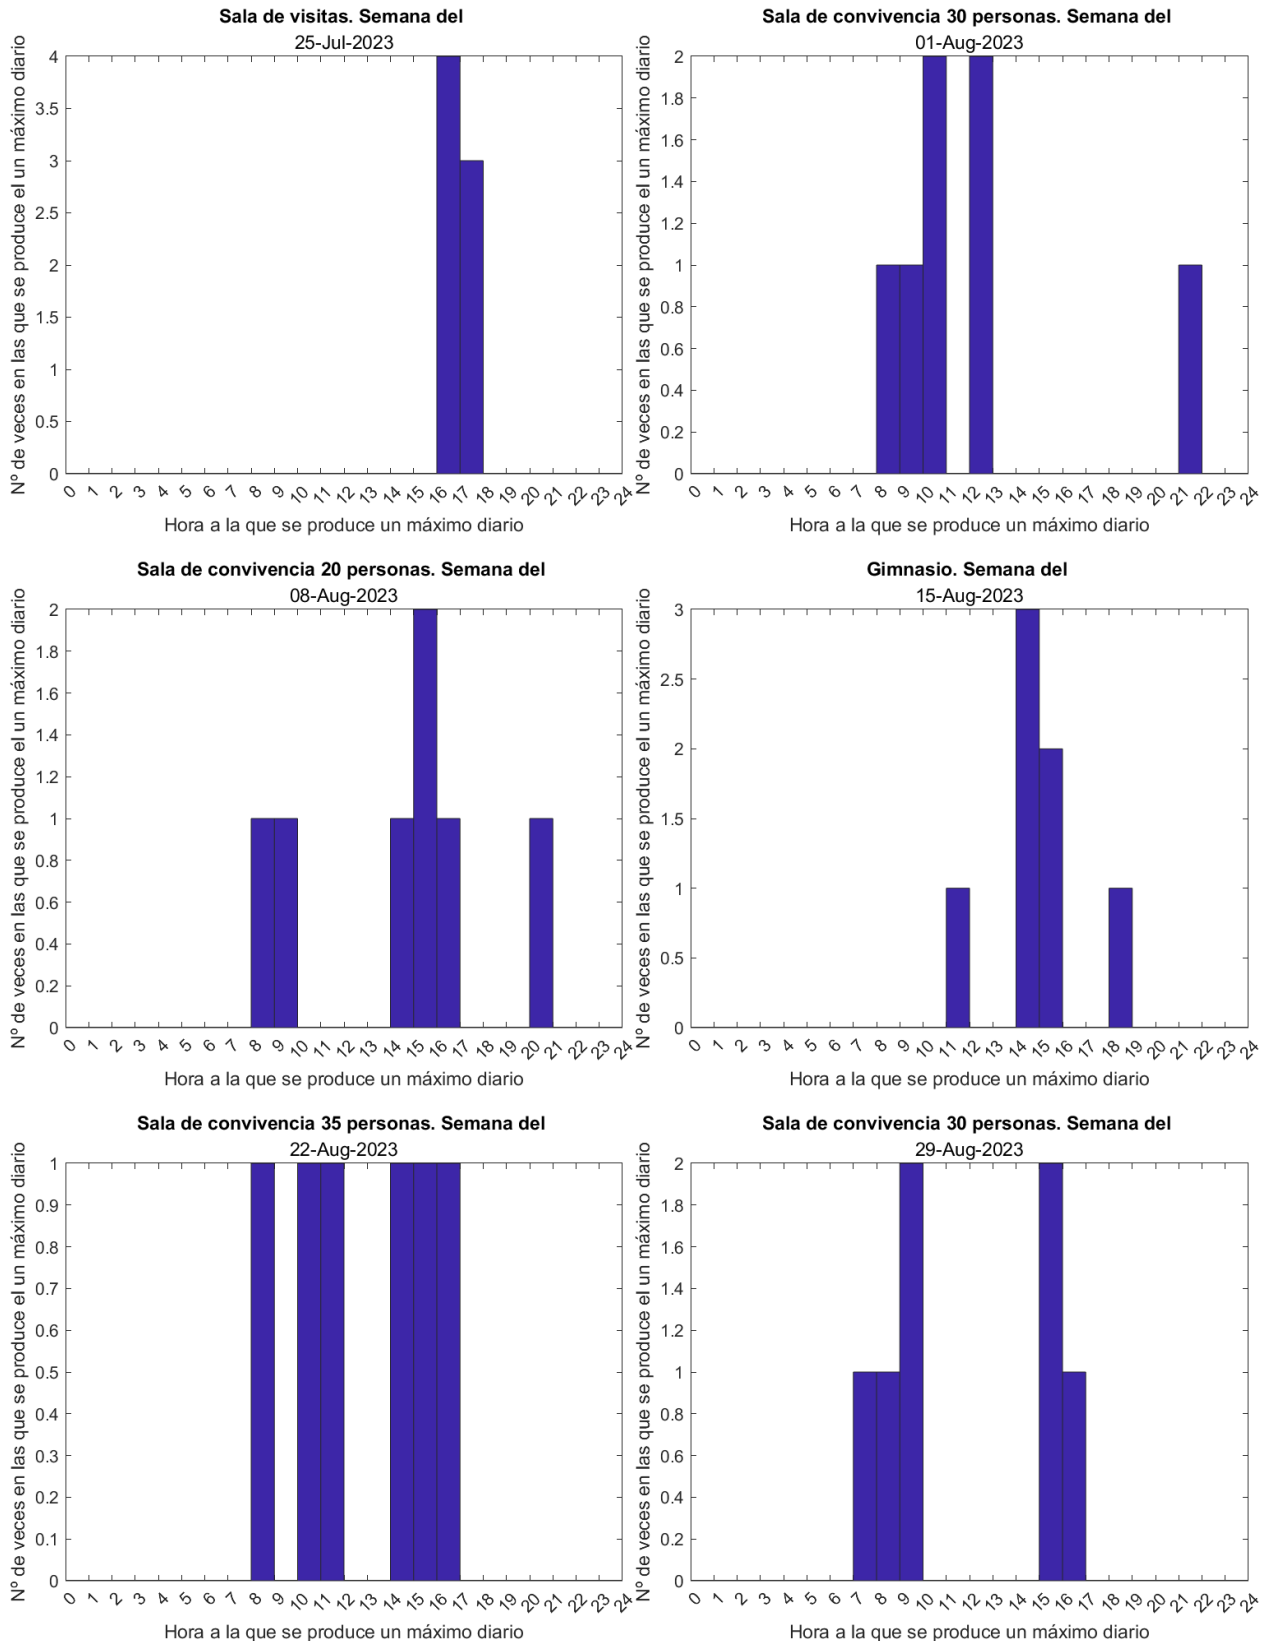 Sala de visitas. Semana del
25-Jul-2023
Nº de veces en las que se produce el un máximo diario
4
3.5
3
2.5
2
1.5
1
0.5
0
0 1 2 3 4 5 6 7 8 9 10 11 12 13 14 15 16 17 18 19 20 21 22 23 24
Hora a la que se produce un máximo diario
Sala de convivencia 30 personas. Semana del
01-Aug-2023
Nº de veces en las que se produce el un máximo diario
2
1.8
1.6
1.4
1.2
1
0.8
0.6
0.4
0.2
0
0 1 2 3 4 5 6 7 8 9 10 11 12 13 14 15 16 17 18 19 20 21 22 23 24
Hora a la que se produce un máximo diario
Sala de convivencia 20 personas. Semana del
08-Aug-2023
Nº de veces en las que se produce el un máximo diario
2
1.8
1.6
1.4
1.2
1
0.8
0.6
0.4
0.2
0
0 1 2 3 4 5 6 7 8 9 10 11 12 13 14 15 16 17 18 19 20 21 22 23 24
Hora a la que se produce un máximo diario
Gimnasio. Semana del
15-Aug-2023
Nº de veces en las que se produce el un máximo diario
3
2.5
2
1.5
1
0.5
0
0 1 2 3 4 5 6 7 8 9 10 11 12 13 14 15 16 17 18 19 20 21 22 23 24
Hora a la que se produce un máximo diario
Sala de convivencia 35 personas. Semana del
22-Aug-2023
Nº de veces en las que se produce el un máximo diario
1
0.9
0.8
0.7
0.6
0.5
0.4
0.3
0.2
0.1
0
0 1 2 3 4 5 6 7 8 9 10 11 12 13 14 15 16 17 18 19 20 21 22 23 24
Hora a la que se produce un máximo diario
Sala de convivencia 30 personas. Semana del
29-Aug-2023
Nº de veces en las que se produce el un máximo diario
2
1.8
1.6
1.4
1.2
1
0.8
0.6
0.4
0.2
0
0 1 2 3 4 5 6 7 8 9 10 11 12 13 14 15 16 17 18 19 20 21 22 23 24
Hora a la que se produce un máximo diario